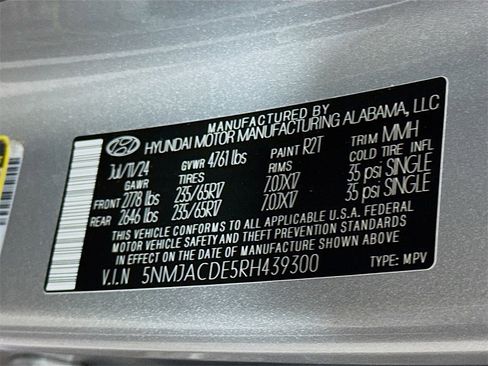 MANUFACTURED BY
HYUNDAI MOTOR MANUFACTURING ALABAMA, LLC
Jul/11/24 GVWR 4761 lbs PAINT R2T TRIM MMH
GAWR TIRES RIMS COLD TIRE INFL
FRONT 2778 lbs 235/65R17 7.0JX17 35 psi SINGLE
REAR 2646 lbs 235/65R17 7.0JX17 35 psi SINGLE
THIS VEHICLE CONFORMS TO ALL APPLICABLE U.S.A. FEDERAL
MOTOR VEHICLE SAFETY AND THEFT PREVENTION STANDARDS
IN EFFECT ON THE DATE OF MANUFACTURE SHOWN ABOVE.
V.I.N 5NMJACDE5RH439300 TYPE: MPV